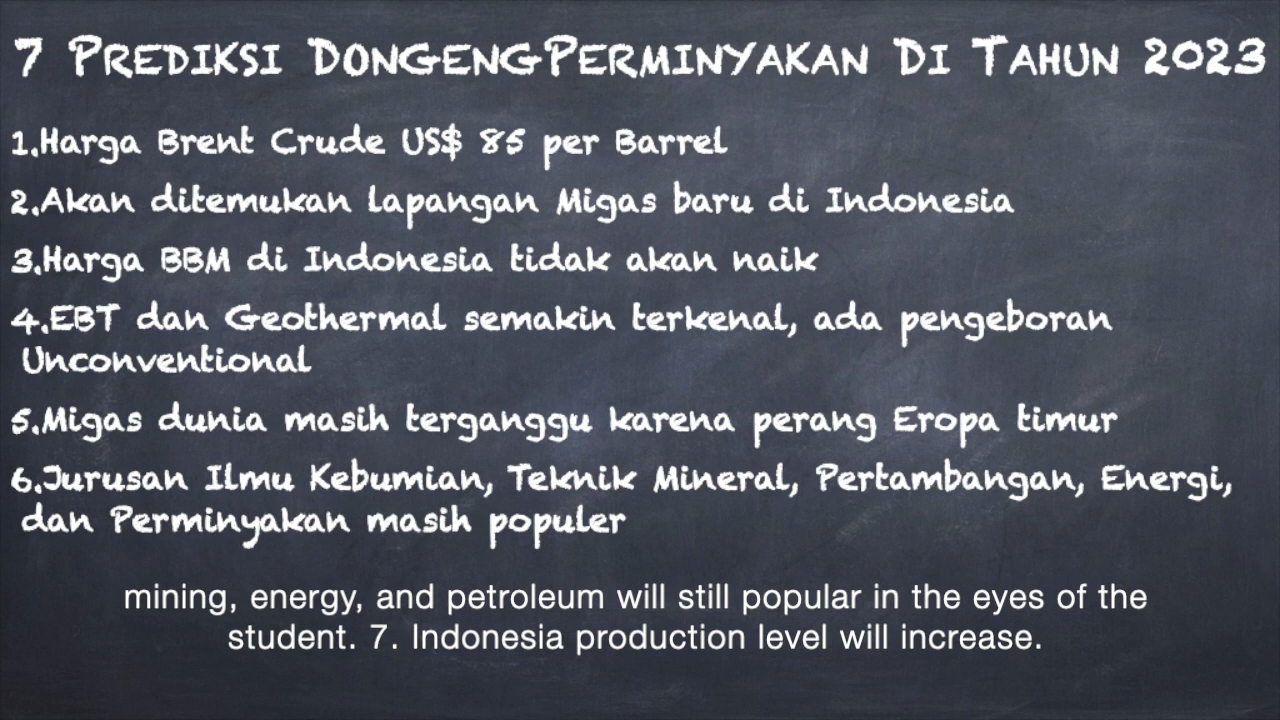 7 Prediksi DongengPerminyakan Di Tahun 2023
1.Harga Brent Crude US$ 85 per Barrel
2.Akan ditemukan lapangan Migas baru di Indonesia
3.Harga BBM di Indonesia tidak akan naik
4.EBT dan Geothermal semakin terkenal, ada pengeboran
Unconventional
5.Migas dunia masih terganggu karena perang Eropa timur
6.Jurusan Ilmu Kebumian, Teknik Mineral, Pertambangan, Energi,
dan Perminyakan masih populer
mining, energy, and petroleum will still popular in the eyes of the
student. 7. Indonesia production level will increase.